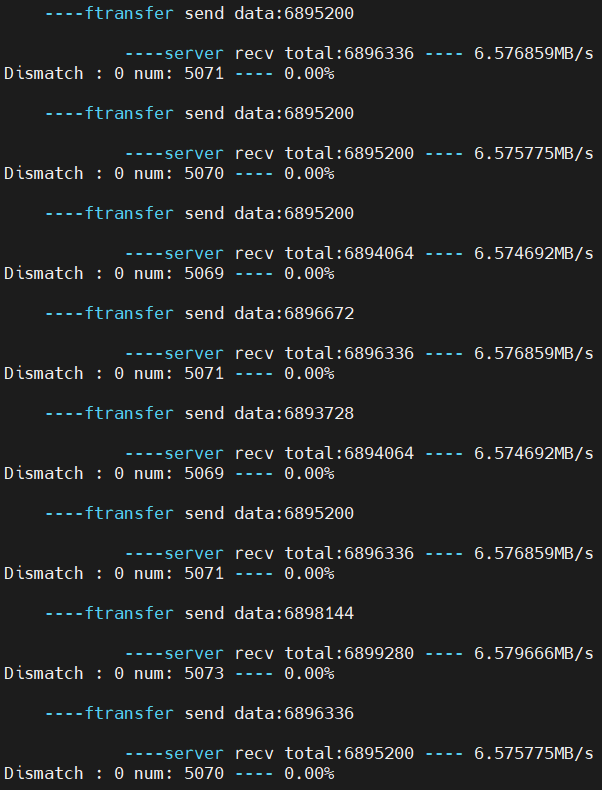 ----ftransfer send data:6895200
----server recv total:6896336 ---- 6.576859MB/s
Dismatch : 0 num: 5071 ---- 0.00%
----ftransfer send data:6895200
----server recv total:6895200 ---- 6.575775MB/s
Dismatch : 0 num: 5070 ---- 0.00%
----ftransfer send data:6895200
----server recv total:6894064 ---- 6.574692MB/s
Dismatch : 0 num: 5069 ---- 0.00%
----ftransfer send data:6896672
----server recv total:6896336 ---- 6.576859MB/s
Dismatch : 0 num: 5071 ---- 0.00%
----ftransfer send data:6893728
----server recv total:6894064 ---- 6.574692MB/s
Dismatch : 0 num: 5069 ---- 0.00%
----ftransfer send data:6895200
----server recv total:6896336 ---- 6.576859MB/s
Dismatch : 0 num: 5071 ---- 0.00%
----ftransfer send data:6898144
----server recv total:6899280 ---- 6.579666MB/s
Dismatch : 0 num: 5073 ---- 0.00%
----ftransfer send data:6896336
----server recv total:6895200 ---- 6.575775MB/s
Dismatch : 0 num: 5070 ---- 0.00%